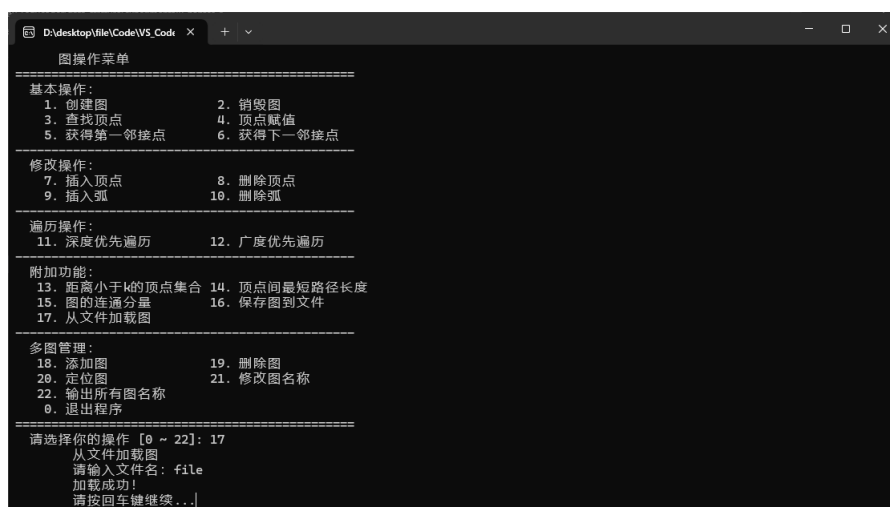 D:\desktop\file\Code\VS_Code
图操作菜单
基本操作:
1. 创建图 2. 销毁图
3. 查找顶点 4. 顶点赋值
5. 获得第一邻接点 6. 获得下一邻接点
修改操作:
7. 插入顶点 8. 删除顶点
9. 插入弧 10. 删除弧
遍历操作:
11. 深度优先遍历 12. 广度优先遍历
附加功能:
13. 距离小于k的顶点集合 14. 顶点间最短路径长度
15. 图的连通分量 16. 保存图到文件
17. 从文件加载图
多图管理:
18. 添加图 19. 删除图
20. 定位图 21. 修改图名称
22. 输出所有图名称
0. 退出程序
请选择你的操作 [0 ~ 22]: 17
从文件加载图
请输入文件名: file
加载成功!
请按回车键继续...